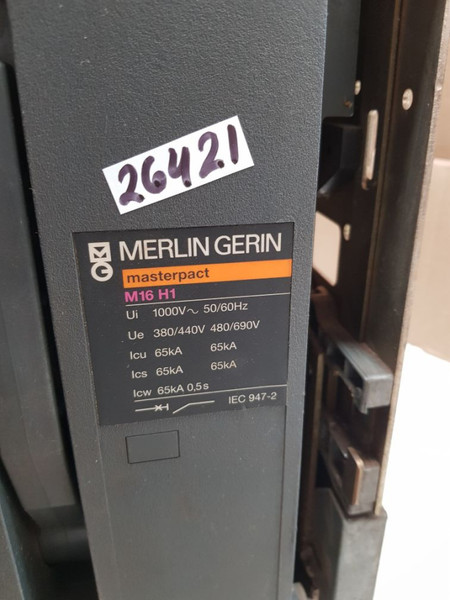 26421
MERLIN GERIN
masterpact
M16 H1
Ui 1000V~ 50/60Hz
Ue 380/440V 480/690V
Icu 65kA 65kA
Ics 65kA 65kA
Icw 65kA 0,5s
IEC 947-2